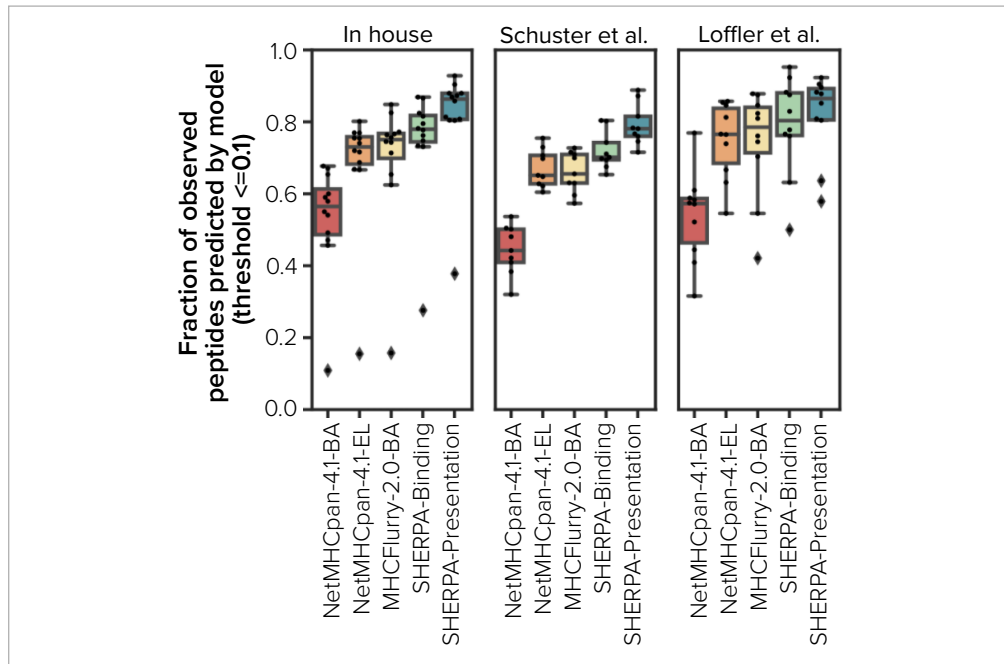 In house
Schuster et al.
Loffler et al.
Fraction of observed
peptides predicted by model
(threshold <=0.1)
1.0
0.8
0.6
0.4
0.2
0.0
NetMHCpan-4.1-BA
NetMHCpan-4.1-EL
MHCFlurry-2.0-BA
SHERPA-Binding
SHERPA-Presentation
NetMHCpan-4.1-BA
NetMHCpan-4.1-EL
MHCFlurry-2.0-BA
SHERPA-Binding
SHERPA-Presentation
NetMHCpan-4.1-BA
NetMHCpan-4.1-EL
MHCFlurry-2.0-BA
SHERPA-Binding
SHERPA-Presentation